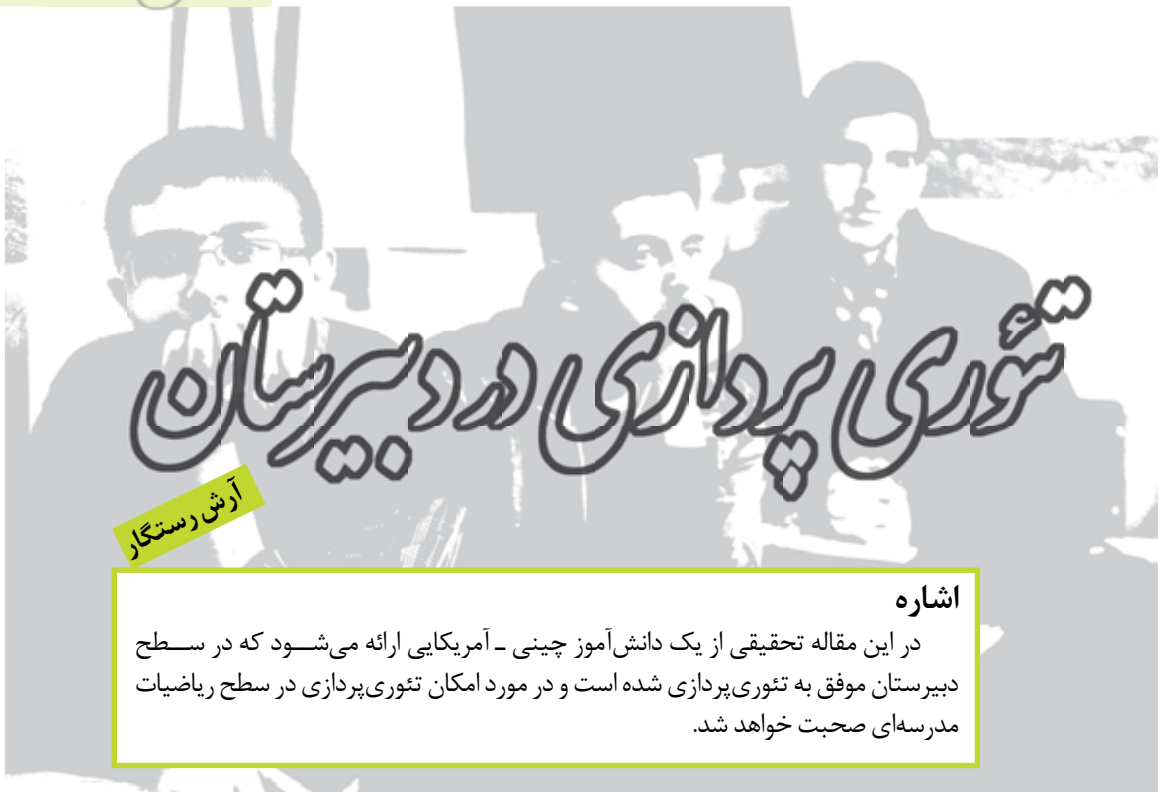 تئوری پردازی در دبیرستان
آرش رستگار
اشاره
در این مقاله تحقیقی از یک دانش‌آموز چینی ـ آمریکایی ارائه می‌شـــود که در ســـطح
دبیرستان موفق به تئوری‌پردازی شده است و در مورد امکان تئوری‌پردازی در سطح ریاضیات
مدرسه‌ای صحبت خواهد شد.